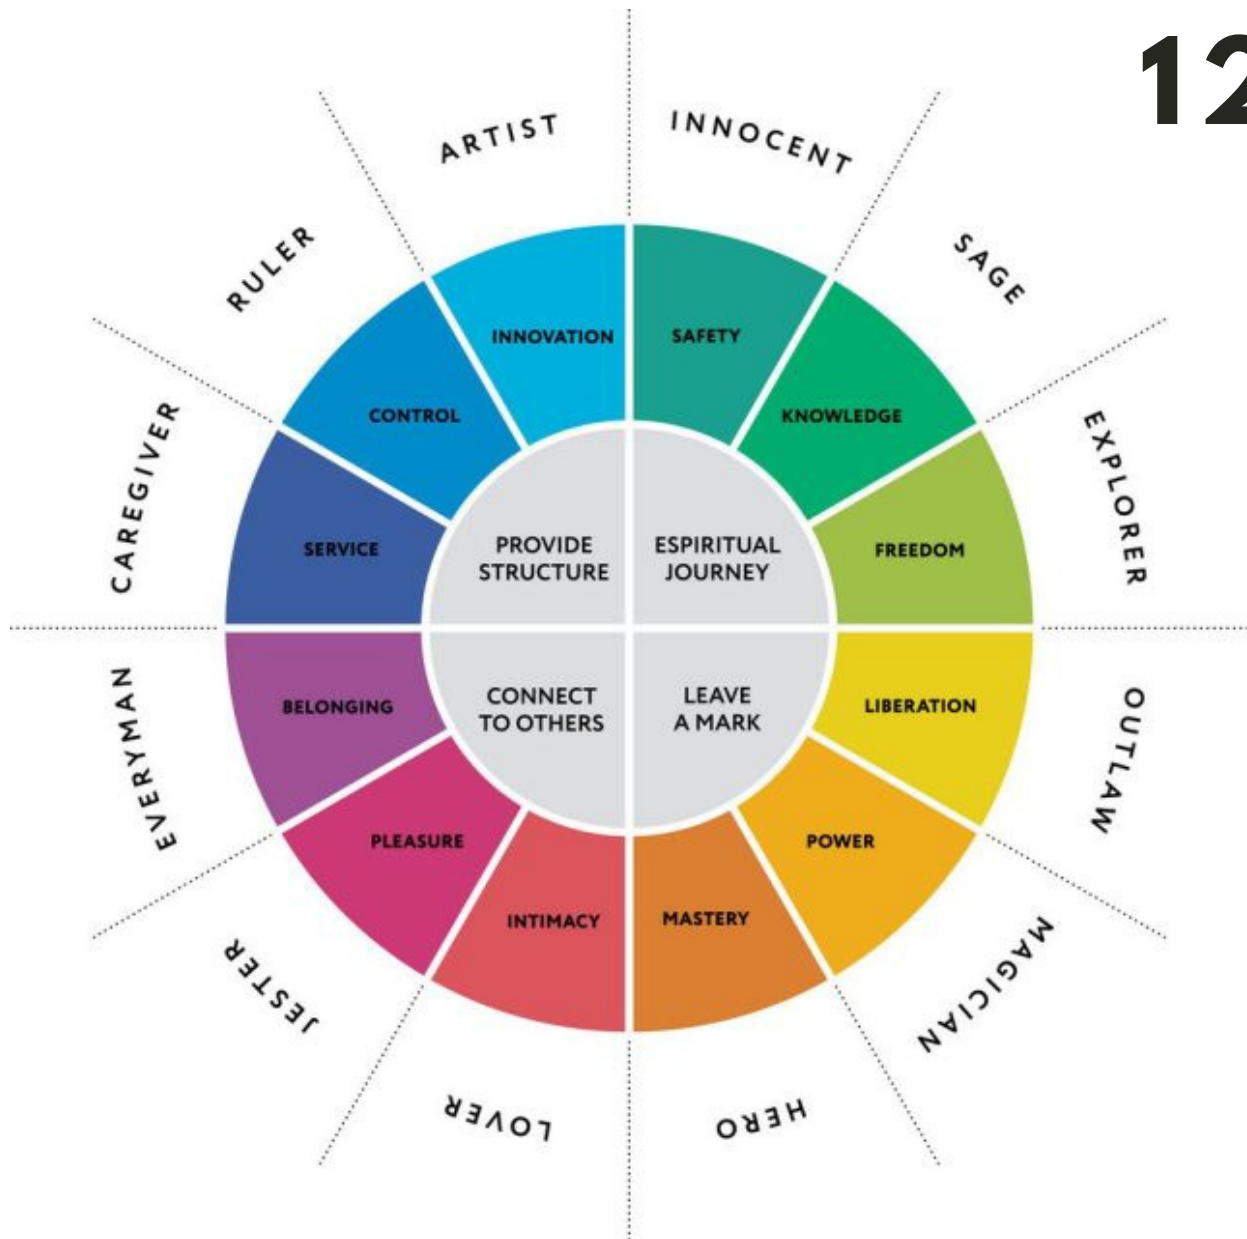 12
ARTIST
INNOCENT
RULER
SAGE
CAREGIVER
EXPLORER
EVERYMAN
OUTLAW
JESTER
MAGICIAN
LOVER
HERO
INNOVATION
SAFETY
CONTROL
KNOWLEDGE
SERVICE
FREEDOM
BELONGING
LIBERATION
PLEASURE
POWER
INTIMACY
MASTERY
PROVIDE
STRUCTURE
ESPIRITUAL
JOURNEY
CONNECT
TO OTHERS
LEAVE
A MARK